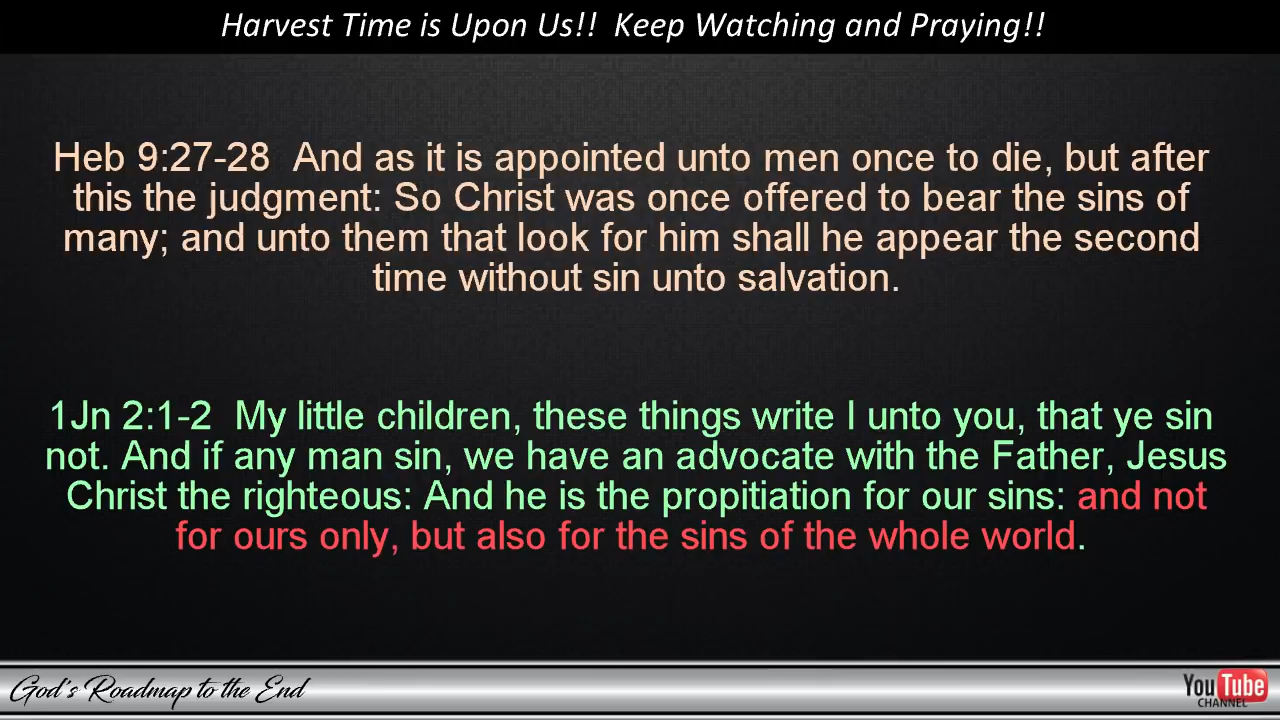 Harvest Time is Upon Us!!  Keep Watching and Praying!!
Heb 9:27-28  And as it is appointed unto men once to die, but after
this the judgment: So Christ was once offered to bear the sins of
many; and unto them that look for him shall he appear the second
time without sin unto salvation.
1Jn 2:1-2  My little children, these things write I unto you, that ye sin
not. And if any man sin, we have an advocate with the Father, Jesus
Christ the righteous: And he is the propitiation for our sins: and not
for ours only, but also for the sins of the whole world.
God's Roadmap to the End
YouTube
CHANNEL